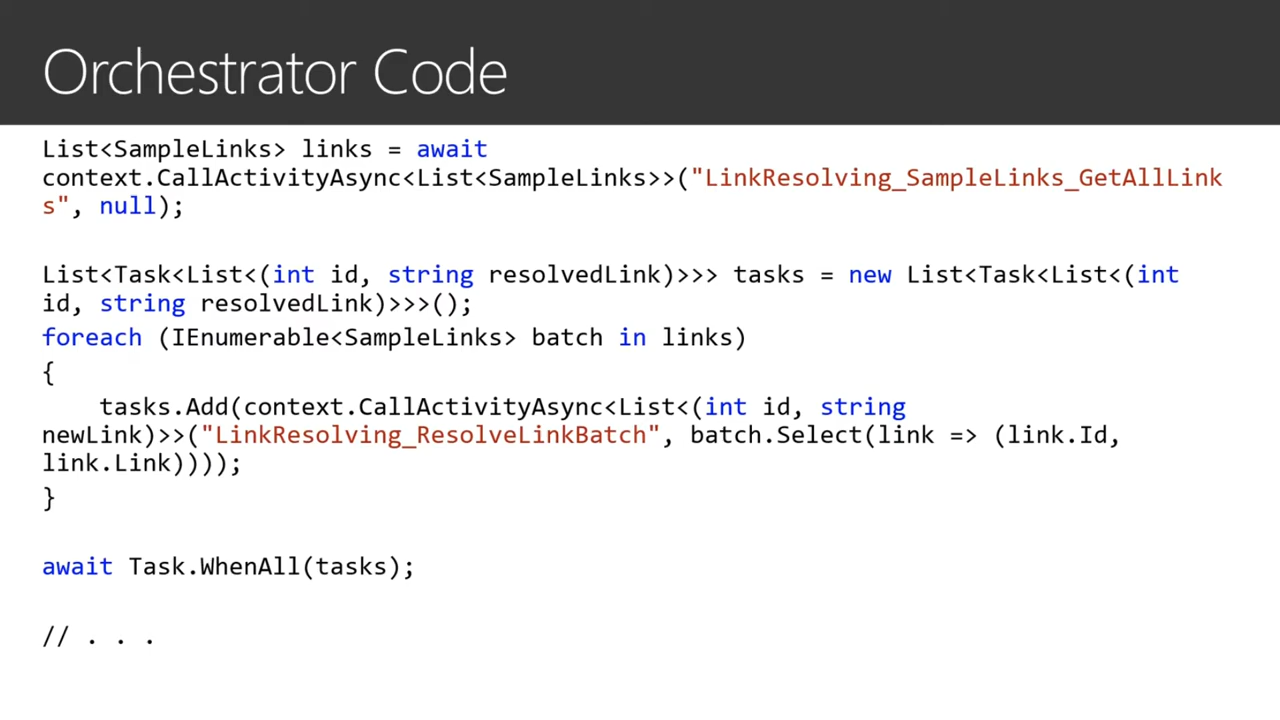 Orchestrator Code
List<SampleLinks> links = await
context.CallActivityAsync<List<SampleLinks>>("LinkResolving_SampleLinks_GetAllLink
s", null);
List<Task<List<(int id, string resolvedLink)>>> tasks = new List<Task<List<(int
id, string resolvedLink)>>>();
foreach (IEnumerable<SampleLinks> batch in links)
{
    tasks.Add(context.CallActivityAsync<List<(int id, string
newLink)>>("LinkResolving_ResolveLinkBatch", batch.Select(link => (link.Id,
link.Link))));
}
await Task.WhenAll(tasks);
// . . .